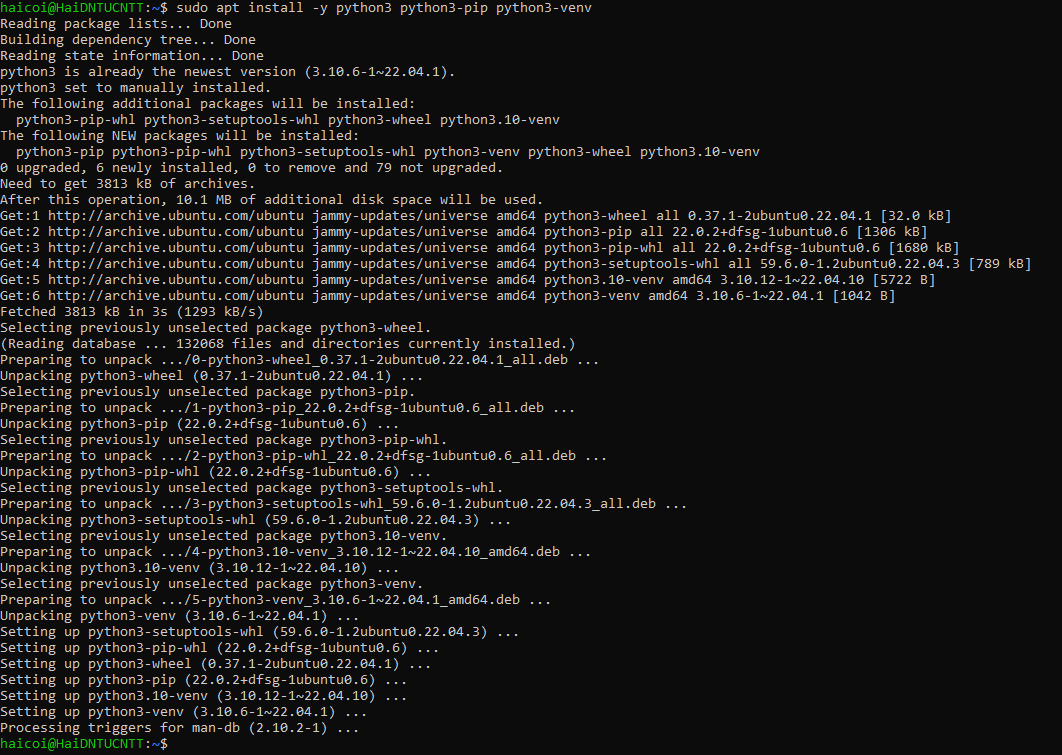 haicoi@HaiDNTUCNTT:~$ sudo apt install -y python3 python3-pip python3-venv
Reading package lists... Done
Building dependency tree... Done
Reading state information... Done
python3 is already the newest version (3.10.6-1~22.04.1).
python3 set to manually installed.
The following additional packages will be installed:
  python3-pip-whl python3-setuptools-whl python3-wheel python3.10-venv
The following NEW packages will be installed:
  python3-pip python3-pip-whl python3-setuptools-whl python3-venv python3-wheel python3.10-venv
0 upgraded, 6 newly installed, 0 to remove and 79 not upgraded.
Need to get 3813 kB of archives.
After this operation, 10.1 MB of additional disk space will be used.
Get:1 http://archive.ubuntu.com/ubuntu jammy-updates/universe amd64 python3-wheel all 0.37.1-2ubuntu0.22.04.1 [32.0 kB]
Get:2 http://archive.ubuntu.com/ubuntu jammy-updates/universe amd64 python3-pip all 22.0.2+dfsg-1ubuntu0.6 [1306 kB]
Get:3 http://archive.ubuntu.com/ubuntu jammy-updates/universe amd64 python3-pip-whl all 22.0.2+dfsg-1ubuntu0.6 [1680 kB]
Get:4 http://archive.ubuntu.com/ubuntu jammy-updates/universe amd64 python3-setuptools-whl all 59.6.0-1.2ubuntu0.22.04.3 [789 kB]
Get:5 http://archive.ubuntu.com/ubuntu jammy-updates/universe amd64 python3.10-venv amd64 3.10.12-1~22.04.10 [5722 B]
Get:6 http://archive.ubuntu.com/ubuntu jammy-updates/universe amd64 python3-venv amd64 3.10.6-1~22.04.1 [1042 B]
Fetched 3813 kB in 3s (1293 kB/s)
Selecting previously unselected package python3-wheel.
(Reading database ... 132068 files and directories currently installed.)
Preparing to unpack .../0-python3-wheel_0.37.1-2ubuntu0.22.04.1_all.deb ...
Unpacking python3-wheel (0.37.1-2ubuntu0.22.04.1) ...
Selecting previously unselected package python3-pip.
Preparing to unpack .../1-python3-pip_22.0.2+dfsg-1ubuntu0.6_all.deb ...
Unpacking python3-pip (22.0.2+dfsg-1ubuntu0.6) ...
Selecting previously unselected package python3-pip-whl.
Preparing to unpack .../2-python3-pip-whl_22.0.2+dfsg-1ubuntu0.6_all.deb ...
Unpacking python3-pip-whl (22.0.2+dfsg-1ubuntu0.6) ...
Selecting previously unselected package python3-setuptools-whl.
Preparing to unpack .../3-python3-setuptools-whl_59.6.0-1.2ubuntu0.22.04.3_all.deb ...
Unpacking python3-setuptools-whl (59.6.0-1.2ubuntu0.22.04.3) ...
Selecting previously unselected package python3.10-venv.
Preparing to unpack .../4-python3.10-venv_3.10.12-1~22.04.10_amd64.deb ...
Unpacking python3.10-venv (3.10.12-1~22.04.10) ...
Selecting previously unselected package python3-venv.
Preparing to unpack .../5-python3-venv_3.10.6-1~22.04.1_amd64.deb ...
Unpacking python3-venv (3.10.6-1~22.04.1) ...
Setting up python3-setuptools-whl (59.6.0-1.2ubuntu0.22.04.3) ...
Setting up python3-pip-whl (22.0.2+dfsg-1ubuntu0.6) ...
Setting up python3-wheel (0.37.1-2ubuntu0.22.04.1) ...
Setting up python3-pip (22.0.2+dfsg-1ubuntu0.6) ...
Setting up python3.10-venv (3.10.12-1~22.04.10) ...
Setting up python3-venv (3.10.6-1~22.04.1) ...
Processing triggers for man-db (2.10.2-1) ...
haicoi@HaiDNTUCNTT:~$